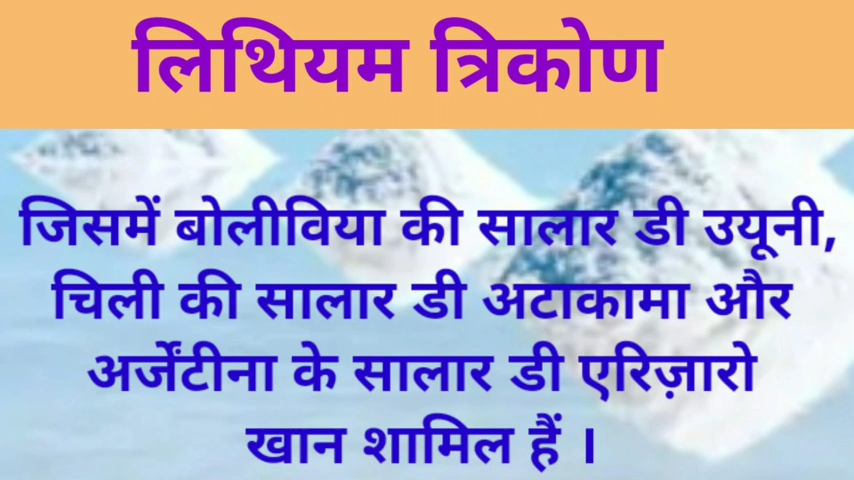 लिथियम त्रिकोण
जिसमें बोलीविया की सालार डी उयूनी,
चिली की सालार डी अटाकामा और
अर्जेंटीना के सालार डी एरिज़ारो
खान शामिल हैं ।